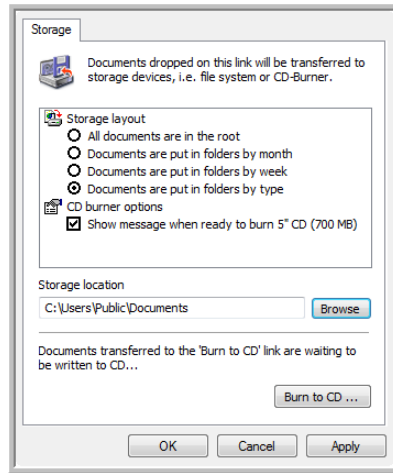 Storage
Documents dropped on this link will be transferred to
storage devices, i.e. file system or CD-Burner.
Storage layout
All documents are in the root
Documents are put in folders by month
Documents are put in folders by week
Documents are put in folders by type
CD burner options
Show message when ready to burn 5" CD (700 MB)
Storage location
C:\Users\Public\Documents
Browse
Documents transferred to the 'Burn to CD' link are waiting to
be written to CD...
Burn to CD ...
OK
Cancel
Apply